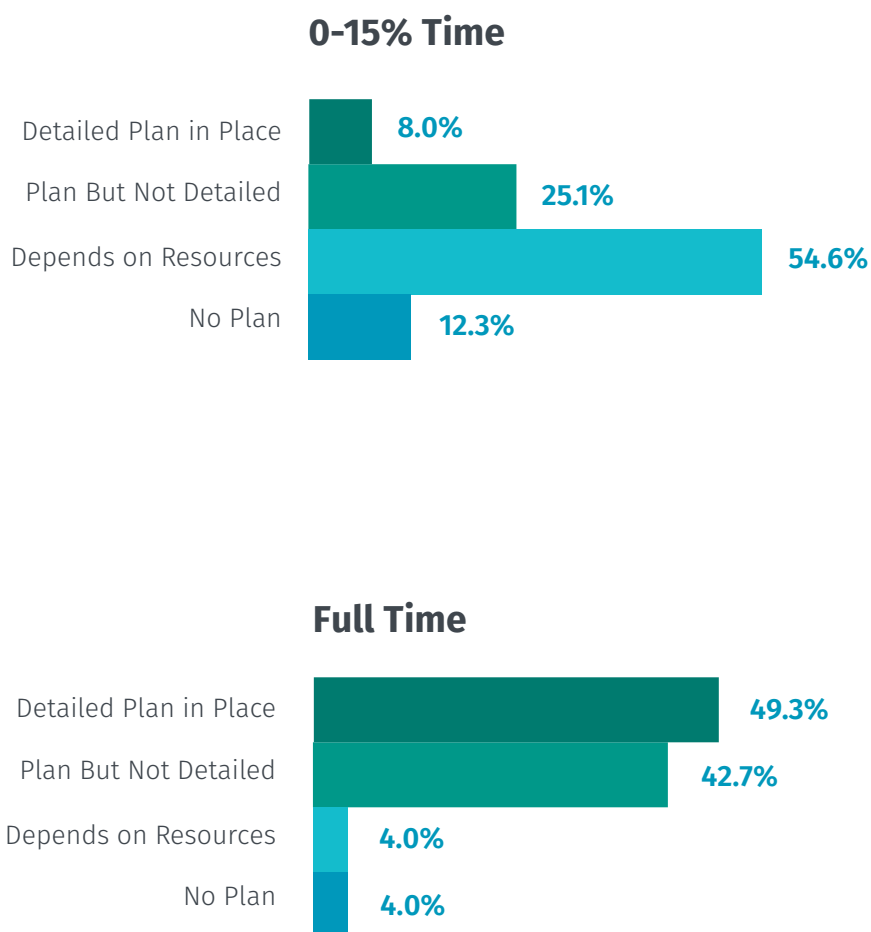 0-15% Time
Detailed Plan in Place 8.0%
Plan But Not Detailed 25.1%
Depends on Resources 54.6%
No Plan 12.3%
Full Time
Detailed Plan in Place 49.3%
Plan But Not Detailed 42.7%
Depends on Resources 4.0%
No Plan 4.0%